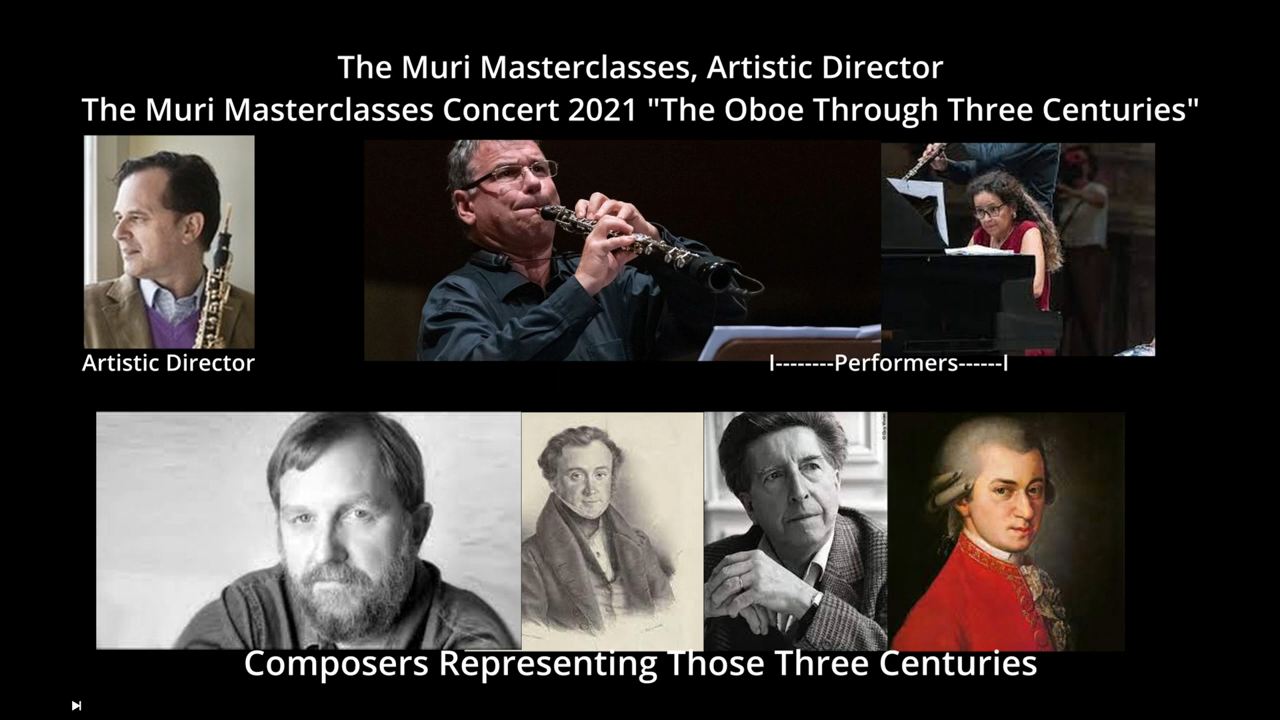 The Muri Masterclasses, Artistic Director
The Muri Masterclasses Concert 2021 "The Oboe Through Three Centuries"
Artistic Director
I--------Performers------I
Composers Representing Those Three Centuries